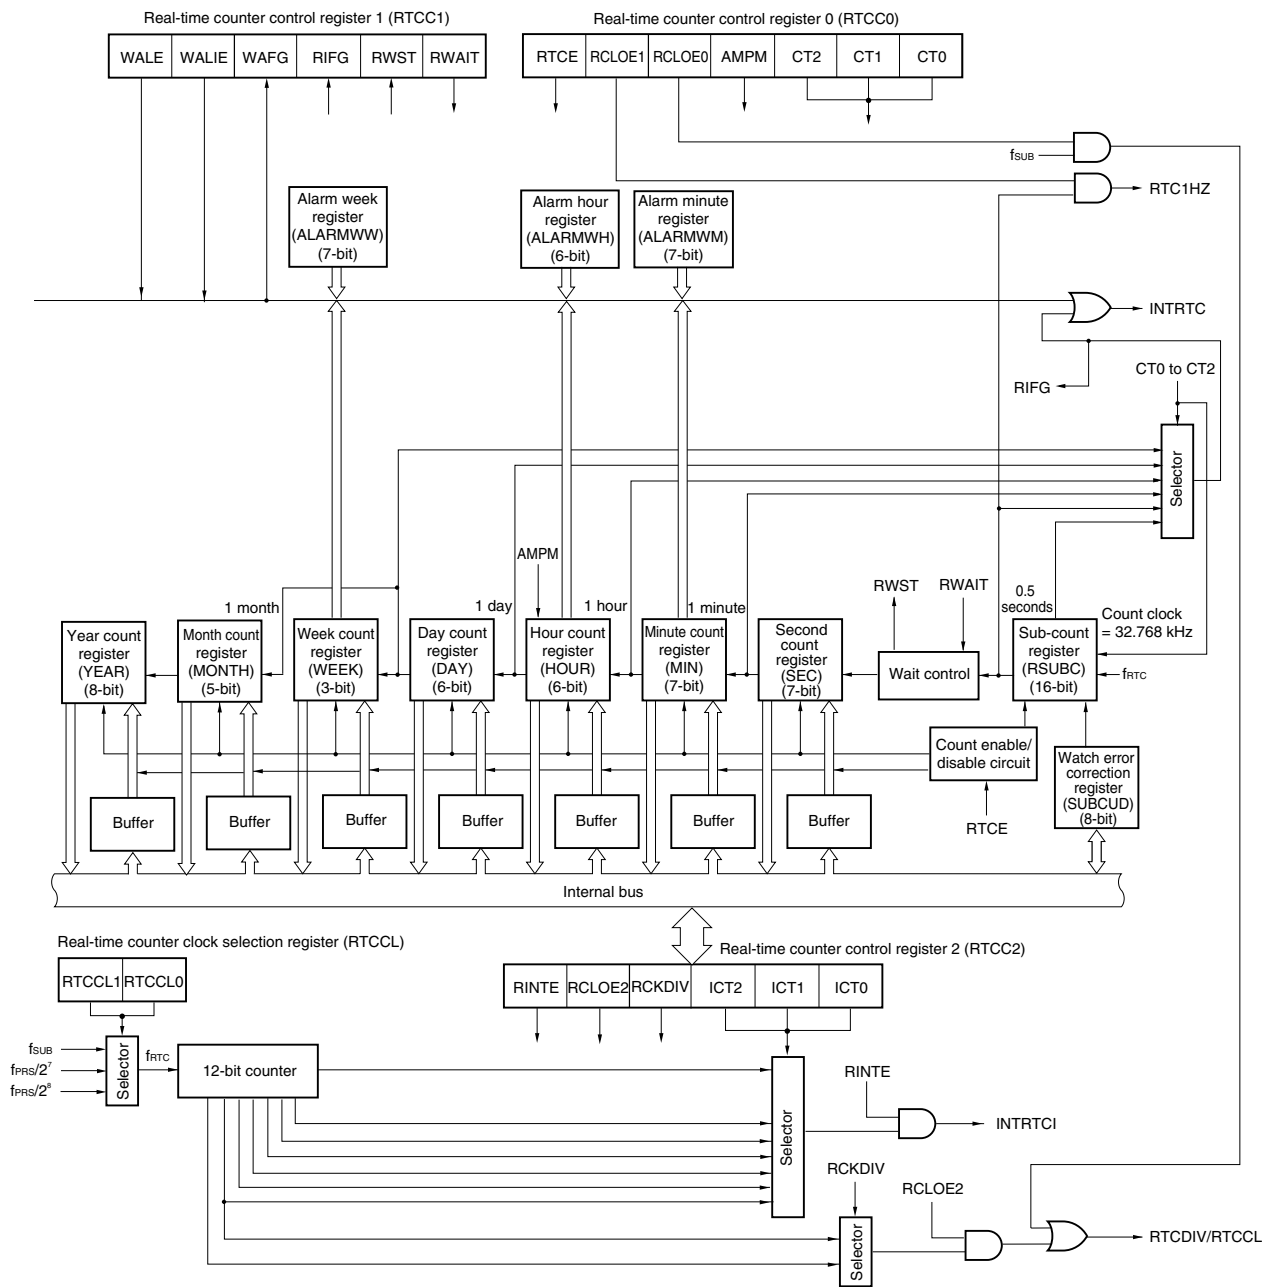 Real-time counter control register 1 (RTCC1)
Real-time counter control register 0 (RTCC0)
WALE WALIE WAFG RIFG RWST RWAIT
RTCE RCLOE1 RCLOE0 AMPM CT2 CT1 CT0
fSUB
RTC1HZ
Alarm week
register
(ALARMWW)
(7-bit)
Alarm hour
register
(ALARMWH)
(6-bit)
Alarm minute
register
(ALARMWM)
(7-bit)
INTRTC
RIFG
CT0 to CT2
Selector
AMPM
RWST
RWAIT
0.5
seconds
Count clock
= 32.768 kHz
1 month
1 day
1 hour
1 minute
Year count
register
(YEAR)
(8-bit)
Month count
register
(MONTH)
(5-bit)
Week count
register
(WEEK)
(3-bit)
Day count
register
(DAY)
(6-bit)
Hour count
register
(HOUR)
(6-bit)
Minute count
register
(MIN)
(7-bit)
Second
count
register
(SEC)
(7-bit)
Wait control
Sub-count
register
(RSUBC)
(16-bit)
fRTC
Count enable/
disable circuit
Watch error
correction
register
(SUBCUD)
(8-bit)
RTCE
Buffer
Buffer
Buffer
Buffer
Buffer
Buffer
Buffer
Internal bus
Real-time counter clock selection register (RTCCL)
Real-time counter control register 2 (RTCC2)
RTCCL1 RTCCL0
RINTE RCLOE2 RCKDIV ICT2 ICT1 ICT0
fSUB
fPRS/2⁷
fPRS/2⁸
Selector
fRTC
12-bit counter
Selector
RINTE
INTRTCI
RCKDIV
RCLOE2
Selector
RTCDIV/RTCCL